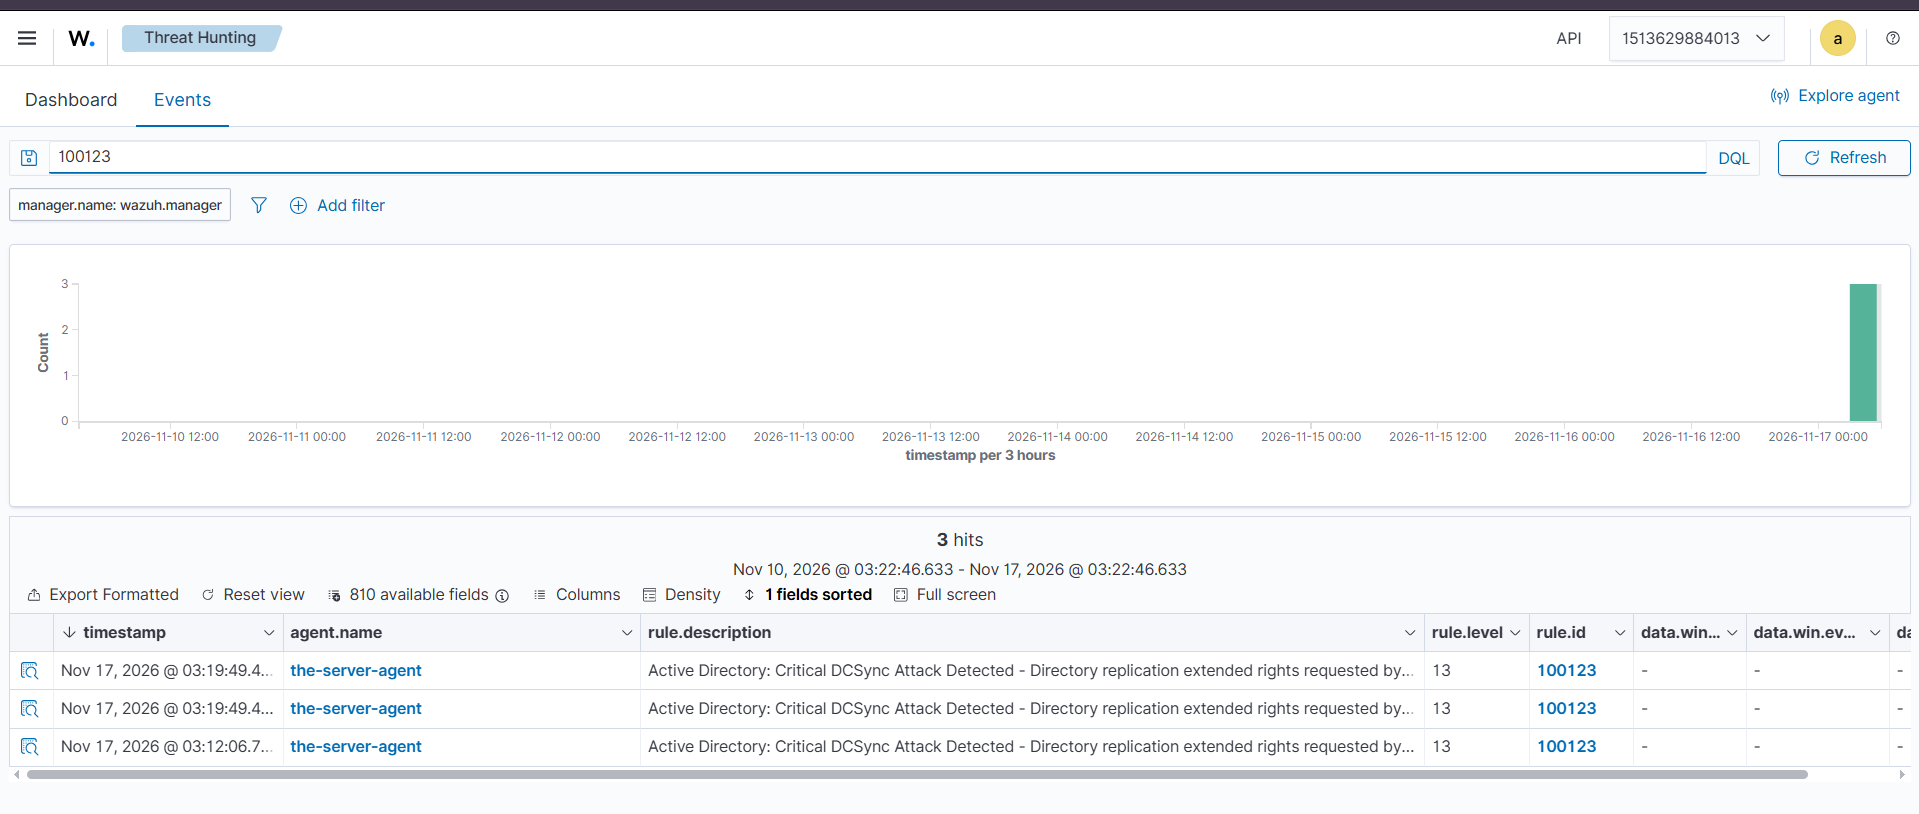 W. Threat Hunting API 1513629884013 a
Dashboard Events Explore agent
100123 DQL Refresh
manager.name: wazuh.manager Add filter
3
2
1
0
Count
2026-11-10 12:00 2026-11-11 00:00 2026-11-11 12:00 2026-11-12 00:00 2026-11-12 12:00 2026-11-13 00:00 2026-11-13 12:00 2026-11-14 00:00 2026-11-14 12:00 2026-11-15 00:00 2026-11-15 12:00 2026-11-16 00:00 2026-11-16 12:00 2026-11-17 00:00
timestamp per 3 hours
3 hits
Nov 10, 2026 @ 03:22:46.633 - Nov 17, 2026 @ 03:22:46.633
Export Formatted Reset view 810 available fields Columns Density 1 fields sorted Full screen
timestamp agent.name rule.description rule.level rule.id data.win... data.win.ev... da
Nov 17, 2026 @ 03:19:49.4... the-server-agent Active Directory: Critical DCSync Attack Detected - Directory replication extended rights requested by... 13 100123 - - -
Nov 17, 2026 @ 03:19:49.4... the-server-agent Active Directory: Critical DCSync Attack Detected - Directory replication extended rights requested by... 13 100123 - - -
Nov 17, 2026 @ 03:12:06.7... the-server-agent Active Directory: Critical DCSync Attack Detected - Directory replication extended rights requested by... 13 100123 - - -